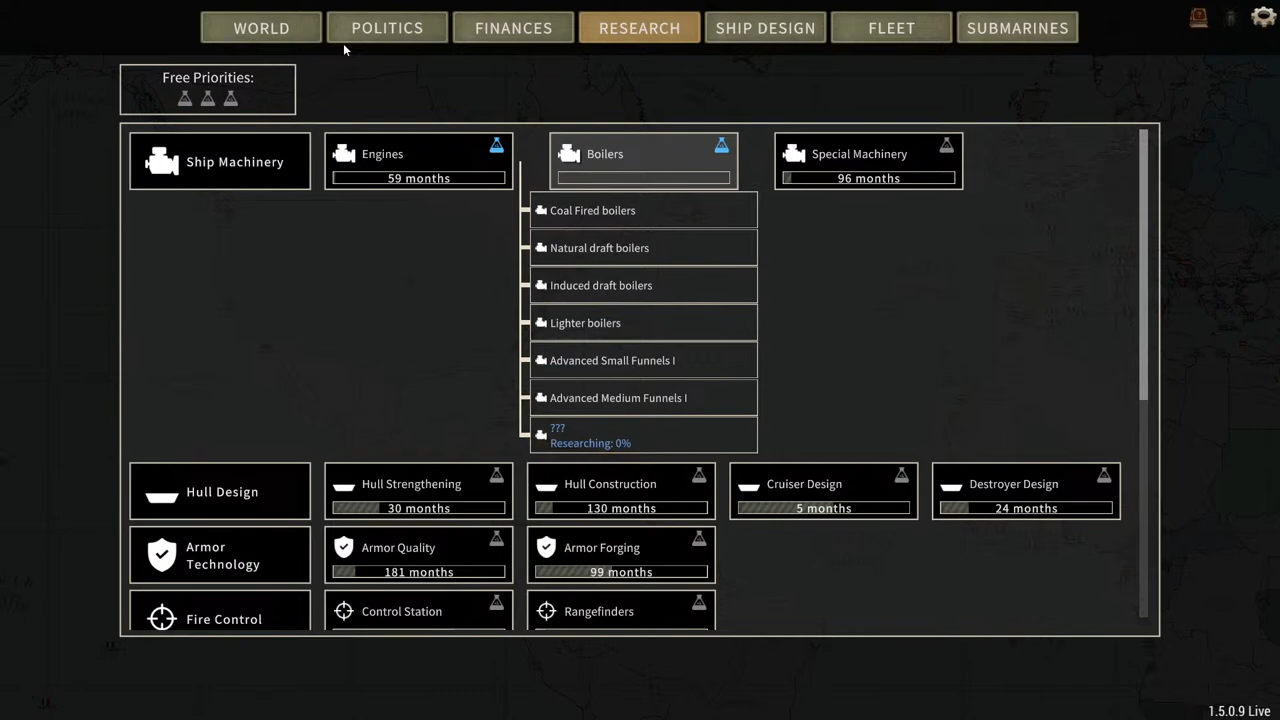 WORLD
POLITICS
FINANCES
RESEARCH
SHIP DESIGN
FLEET
SUBMARINES
Free Priorities:
Ship Machinery
Engines
59 months
Boilers
Special Machinery
96 months
Coal Fired boilers
Natural draft boilers
Induced draft boilers
Lighter boilers
Advanced Small Funnels I
Advanced Medium Funnels I
???
Researching: 0%
Hull Design
Hull Strengthening
30 months
Hull Construction
130 months
Cruiser Design
5 months
Destroyer Design
24 months
Armor
Technology
Armor Quality
181 months
Armor Forging
99 months
Fire Control
Control Station
Rangefinders
1.5.0.9 Live